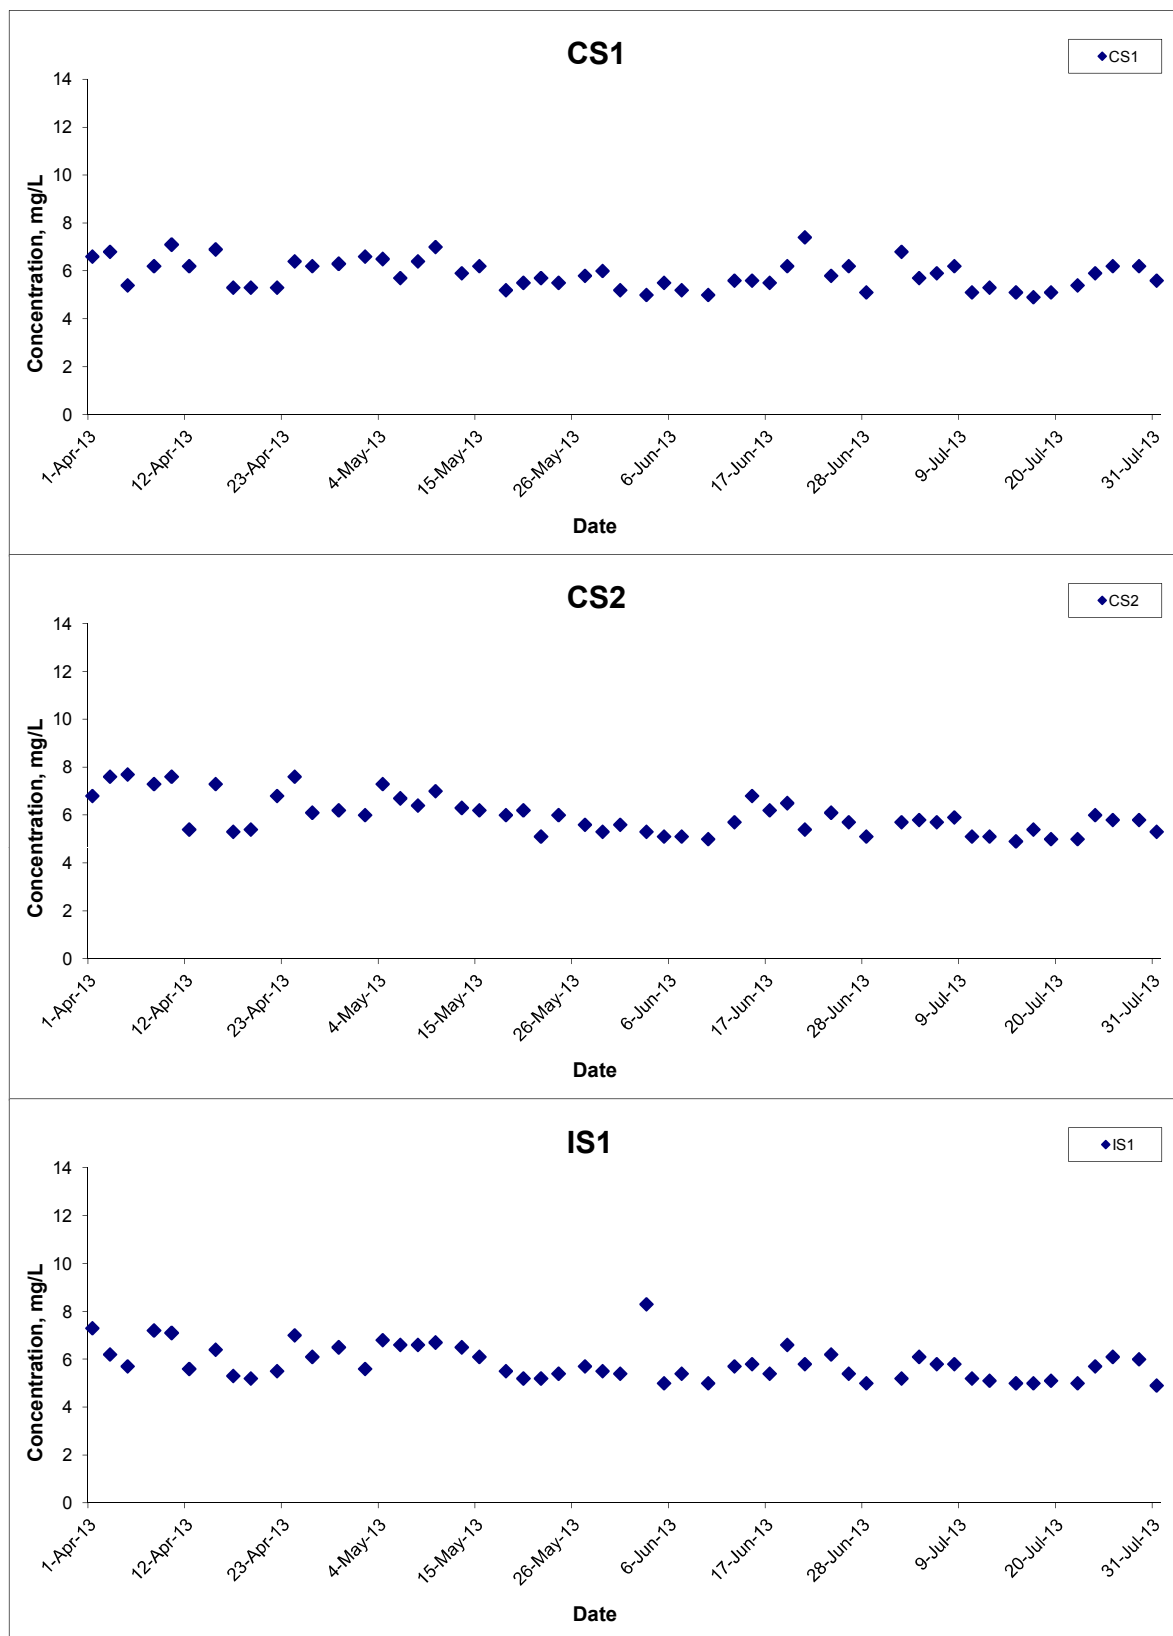 CS1
CS1
14
12
10
8
6
4
2
0
Concentration, mg/L
1-Apr-13
12-Apr-13
23-Apr-13
4-May-13
15-May-13
26-May-13
6-Jun-13
17-Jun-13
28-Jun-13
9-Jul-13
20-Jul-13
31-Jul-13
Date
CS2
CS2
14
12
10
8
6
4
2
0
Concentration, mg/L
1-Apr-13
12-Apr-13
23-Apr-13
4-May-13
15-May-13
26-May-13
6-Jun-13
17-Jun-13
28-Jun-13
9-Jul-13
20-Jul-13
31-Jul-13
Date
IS1
IS1
14
12
10
8
6
4
2
0
Concentration, mg/L
1-Apr-13
12-Apr-13
23-Apr-13
4-May-13
15-May-13
26-May-13
6-Jun-13
17-Jun-13
28-Jun-13
9-Jul-13
20-Jul-13
31-Jul-13
Date